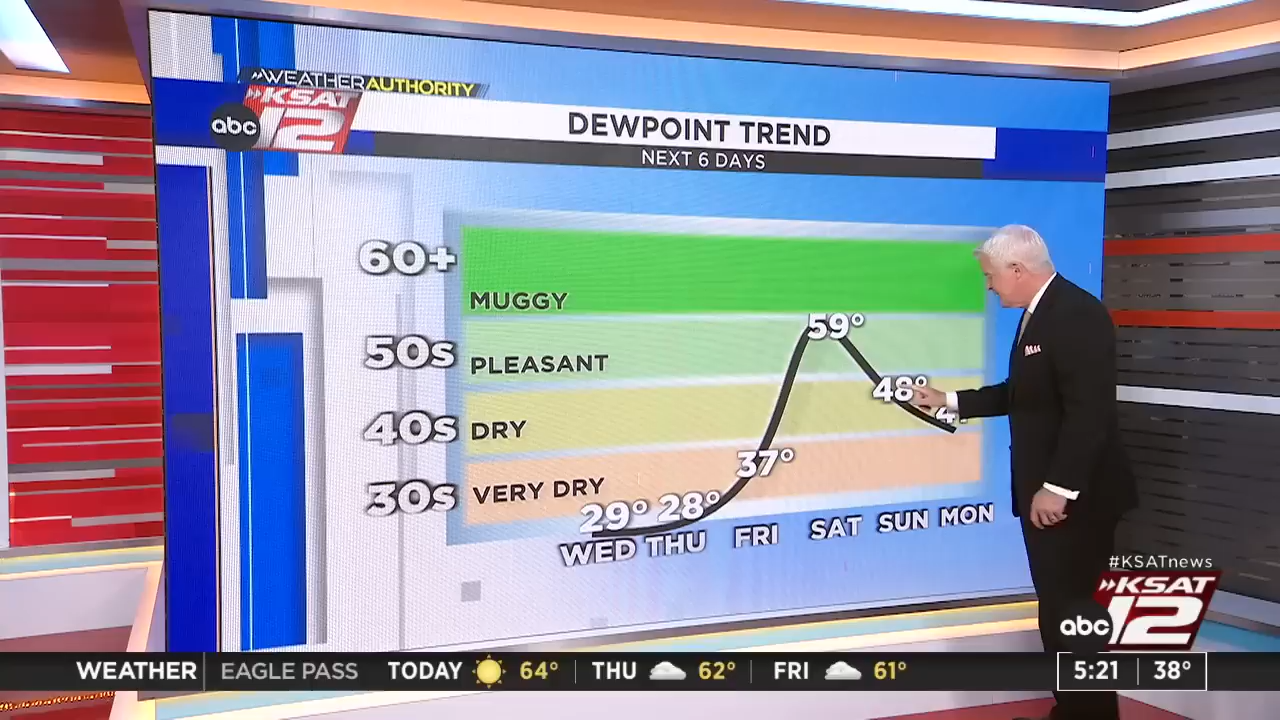 »WEATHERAUTHORITY
»KSAT
abc 12
DEWPOINT TREND
NEXT 6 DAYS
60+
MUGGY
59°
50s PLEASANT
48°
40s DRY
37°
30s VERY DRY
29° 28°
WED THU FRI SAT SUN MON
#KSATnews
»KSAT
abc 12
WEATHER EAGLE PASS TODAY 64° THU 62° FRI 61° 5:21 38°